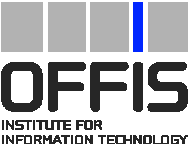 OFFIS
INSTITUTE FOR
INFORMATION TECHNOLOGY